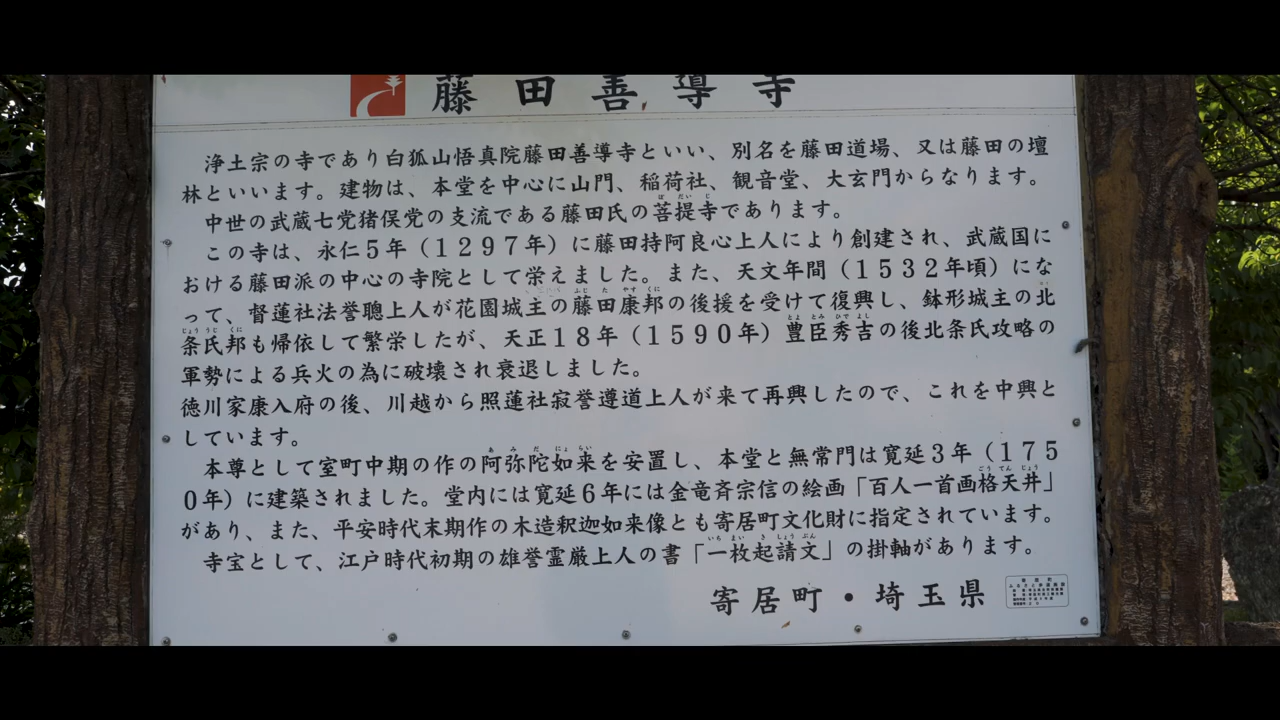 藤田善導寺
浄土宗の寺であり白狐山悟真院藤田善導寺といい、別名を藤田道場、又は藤田の壇
林といいます。建物は、本堂を中心に山門、稲荷社、観音堂、大玄門からなります。
中世の武蔵七党猪俣党の支流である藤田氏の菩提寺であります。
この寺は、永仁5年（1297年）に藤田持阿良心上人により創建され、武蔵国に
おける藤田派の中心の寺院として栄えました。また、天文年間（1532年頃）にな
って、督蓮社法誉聰上人が花園城主の藤田康邦の後援を受けて復興し、鉢形城主の北
条氏邦も帰依して繁栄したが、天正18年（1590年）豊臣秀吉の後北条氏攻略の
軍勢による兵火の為に破壊され衰退しました。
徳川家康入府の後、川越から照蓮社寂誉遵道上人が来て再興したので、これを中興と
しています。
本尊として室町中期の作の阿弥陀如来を安置し、本堂と無常門は寛延3年（175
0年）に建築されました。堂内には寛延6年には金竜斉宗信の絵画「百人一首画格天井」
があり、また、平安時代末期作の木造釈迦如来像とも寄居町文化財に指定されています。
寺宝として、江戸時代初期の雄誉霊厳上人の書「一枚起請文」の掛軸があります。
寄居町・埼玉県